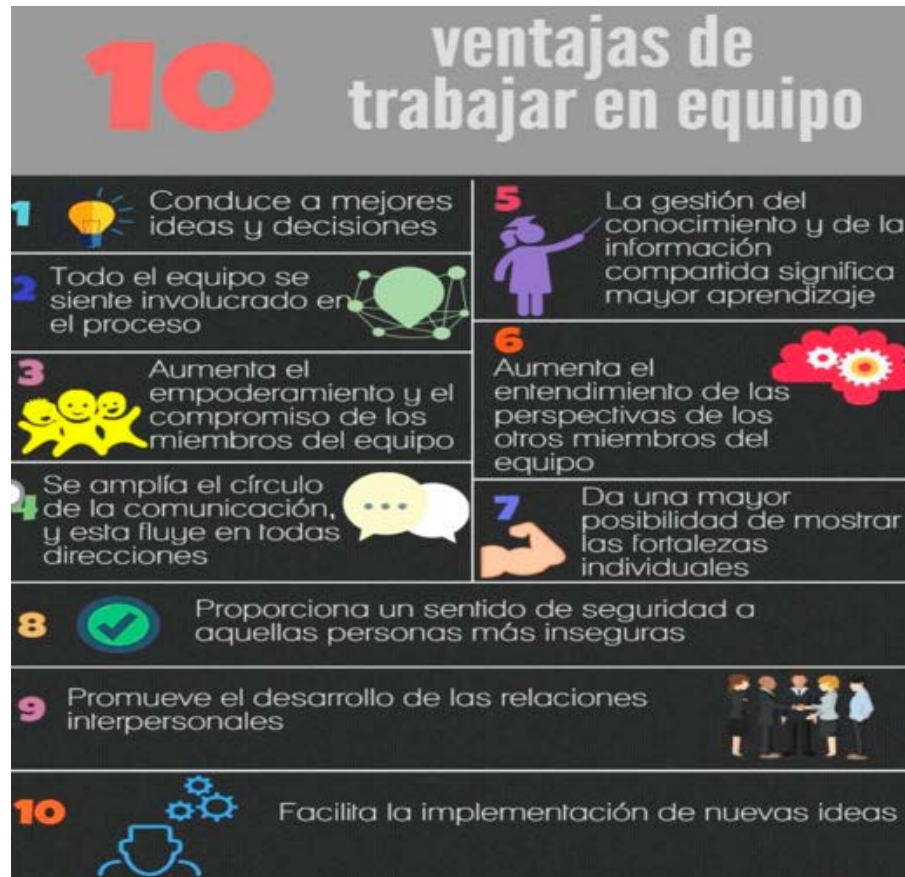 10
ventajas de
trabajar en equipo
1
Conduce a mejores
ideas y decisiones
2
Todo el equipo se
siente involucrado en
el proceso
3
Aumenta el
empoderamiento y el
compromiso de los
miembros del equipo
4
Se amplía el círculo
de la comunicación,
y esta fluye en todas
direcciones
5
La gestión del
conocimiento y de la
información
compartida significa
mayor aprendizaje
6
Aumenta el
entendimiento de las
perspectivas de los
otros miembros del
equipo
7
Da una mayor
posibilidad de mostrar
las fortalezas
individuales
8
Proporciona un sentido de seguridad a
aquellas personas más inseguras
9
Promueve el desarrollo de las relaciones
interpersonales
10
Facilita la implementación de nuevas ideas